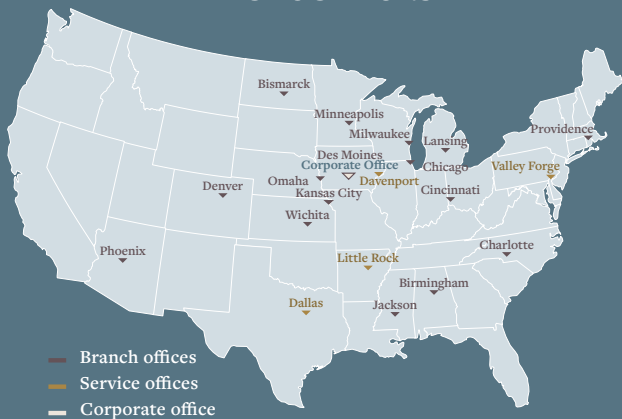 Bismarck
Minneapolis
Milwaukee
Lansing
Providence
Des Moines
Corporate Office
Chicago
Valley Forge
Denver
Omaha
Davenport
Cincinnati
Kansas City
Wichita
Phoenix
Charlotte
Little Rock
Birmingham
Dallas
Jackson
Branch offices
Service offices
Corporate office